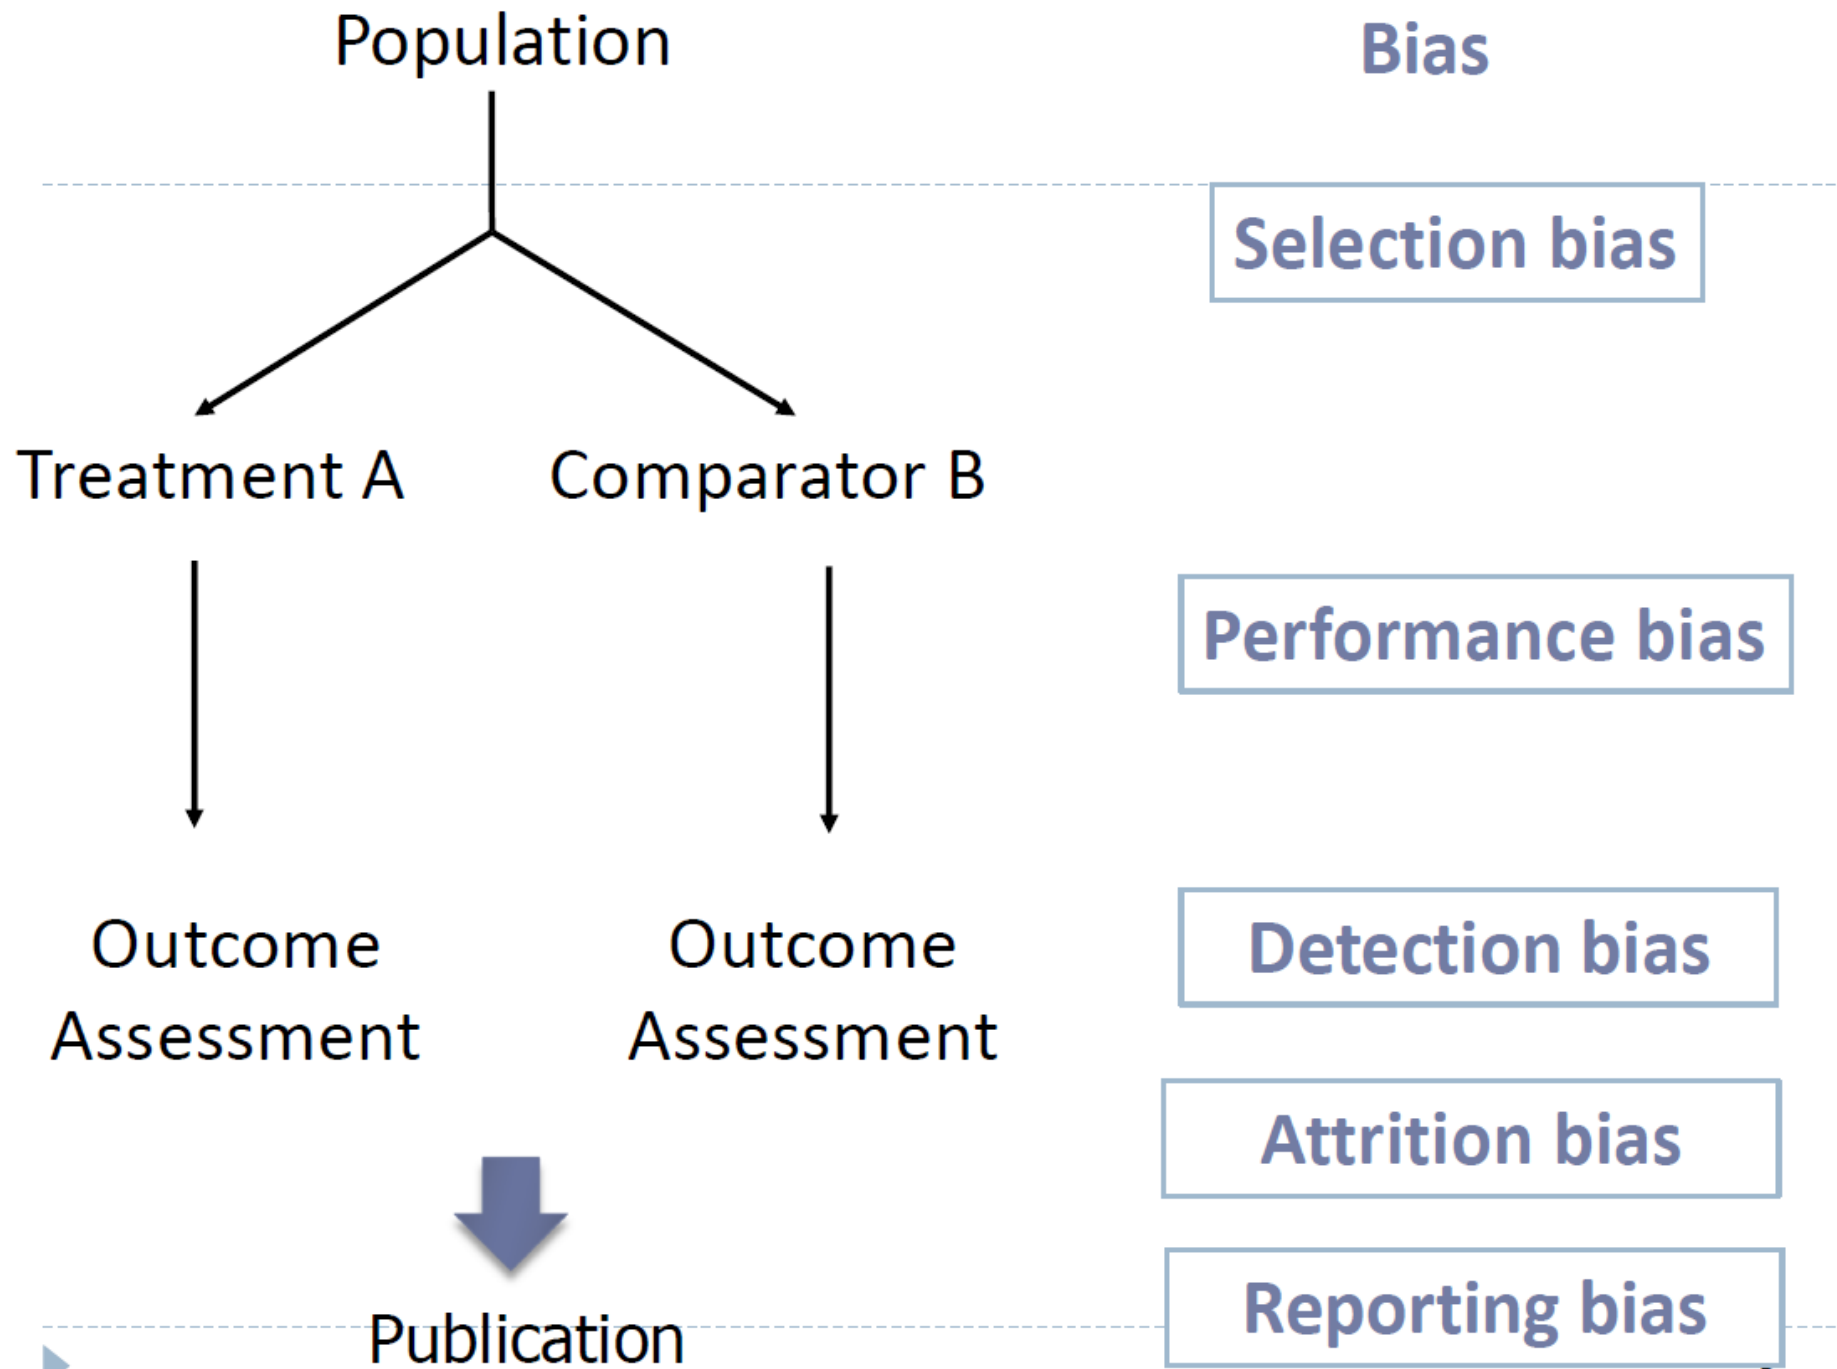 Population
Bias
Selection bias
Treatment A
Comparator B
Performance bias
Outcome
Assessment
Outcome
Assessment
Detection bias
Attrition bias
Reporting bias
Publication